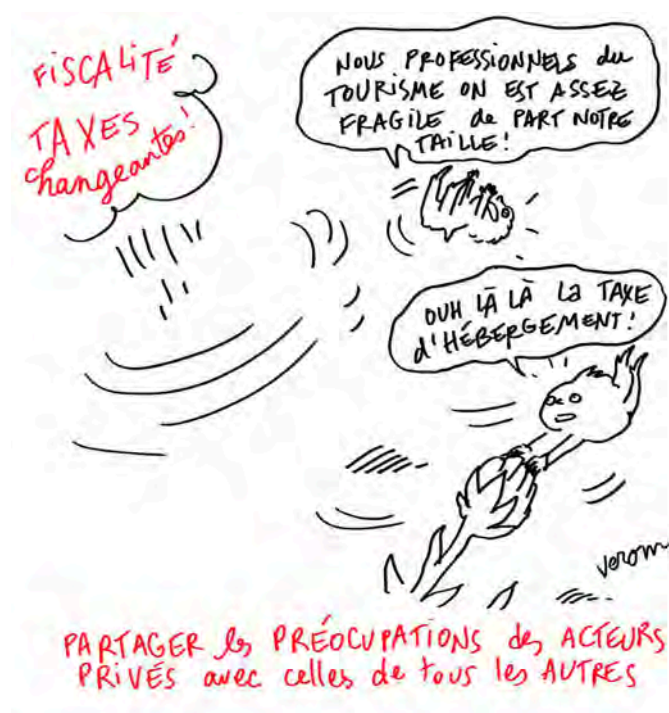 FISCALITÉ
TAXES
changeantes!
NOUS PROFESSIONNELS du
TOURISME ON EST ASSEZ
FRAGILE de PART NOTRE
TAILLE!
OUH LÀ LÀ La TAXE
d'HÉBERGEMENT!
PARTAGER les PRÉOCUPATIONS des ACTEURS
PRIVÉS avec celles de tous les AUTRES